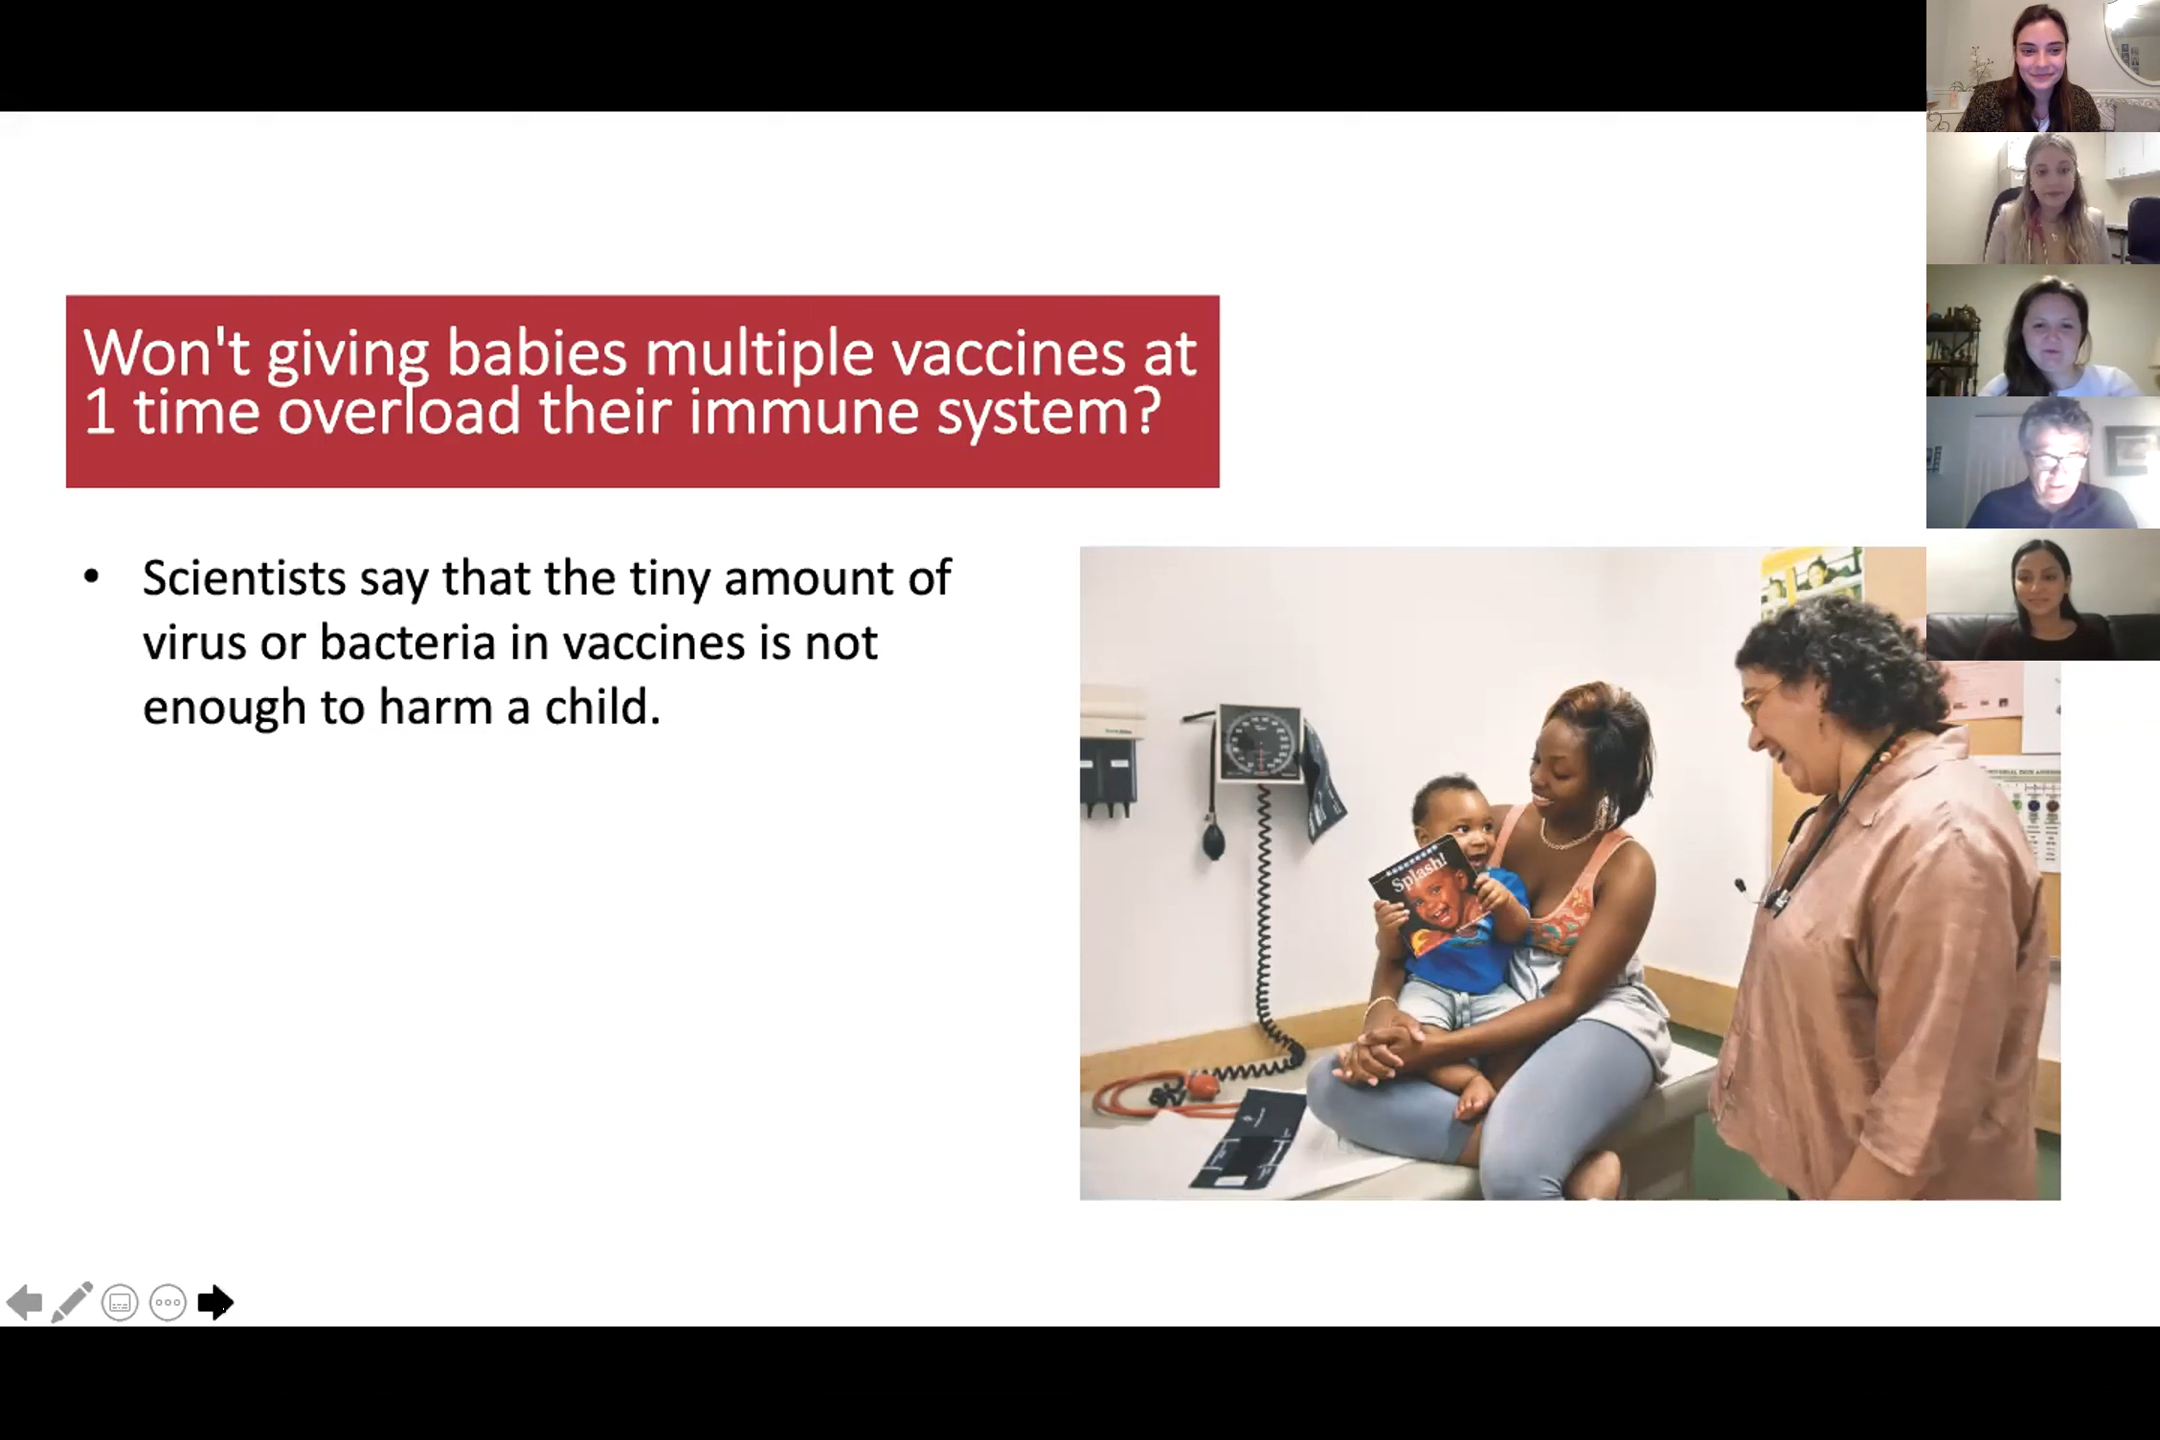 Won't giving babies multiple vaccines at
1 time overload their immune system?
• Scientists say that the tiny amount of
virus or bacteria in vaccines is not
enough to harm a child.
Splash!